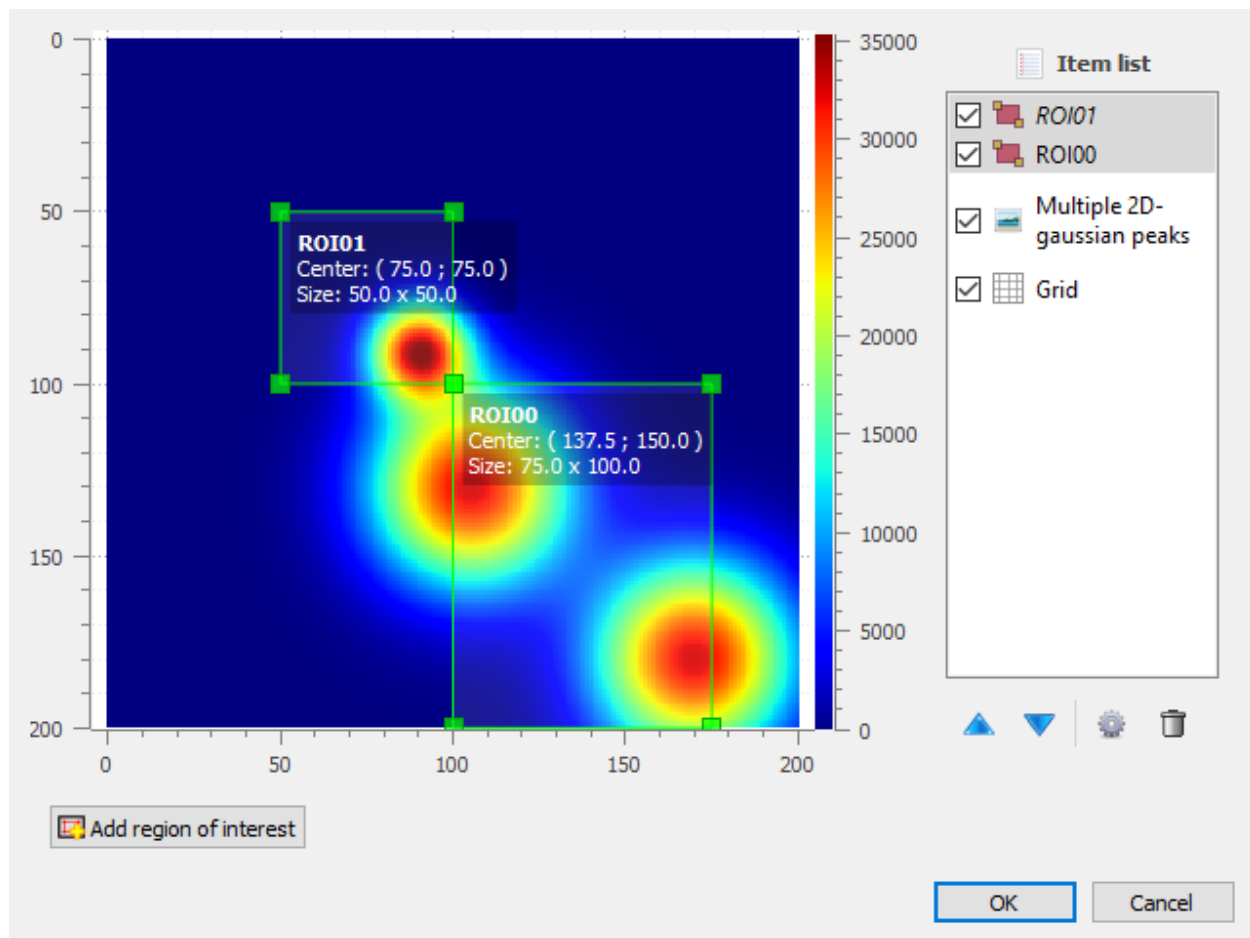 0
50
100
150
200
0
50
100
150
200
ROI01
Center: ( 75.0 ; 75.0 )
Size: 50.0 x 50.0
ROI00
Center: ( 137.5 ; 150.0 )
Size: 75.0 x 100.0
35000
30000
25000
20000
15000
10000
5000
0
Item list
ROI01
ROI00
Multiple 2D-
gaussian peaks
Grid
Add region of interest
OK
Cancel